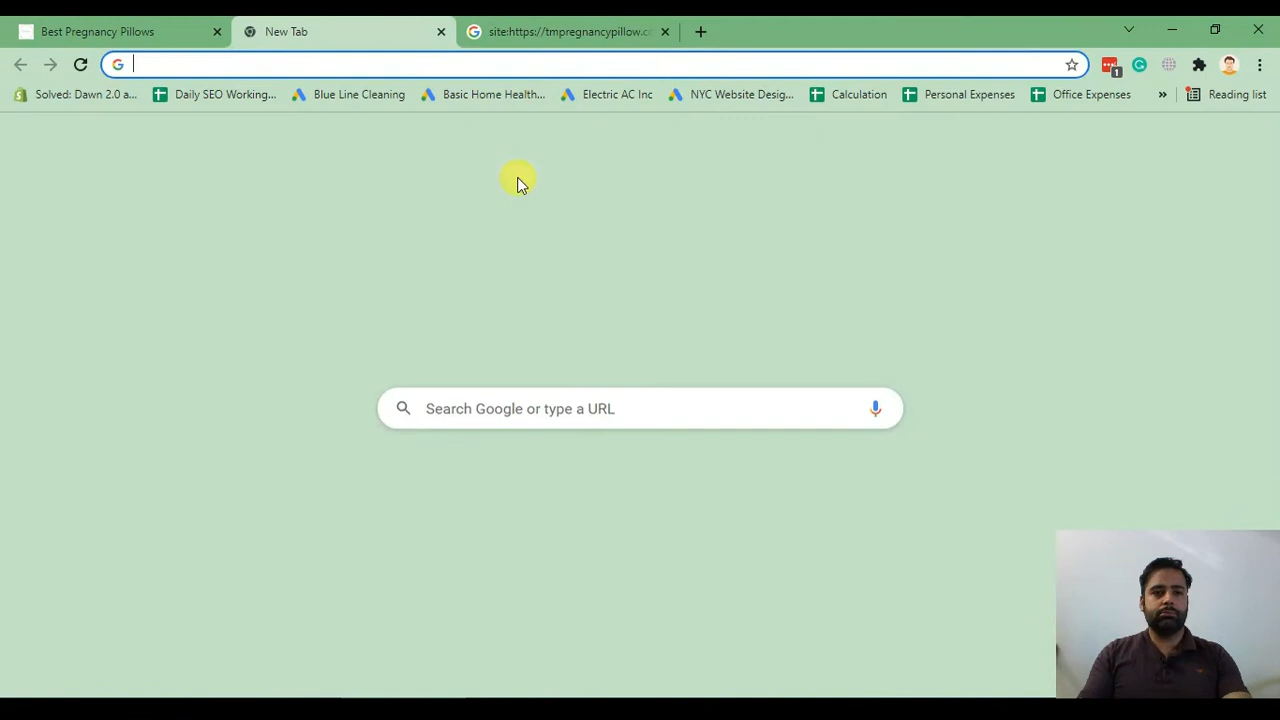 Best Pregnancy Pillows
New Tab
site:https://tmpregnancypillow.c
Solved: Dawn 2.0 a...
Daily SEO Working...
Blue Line Cleaning
Basic Home Health...
Electric AC Inc
NYC Website Desig...
Calculation
Personal Expenses
Office Expenses
»
Reading list
1
Search Google or type a URL